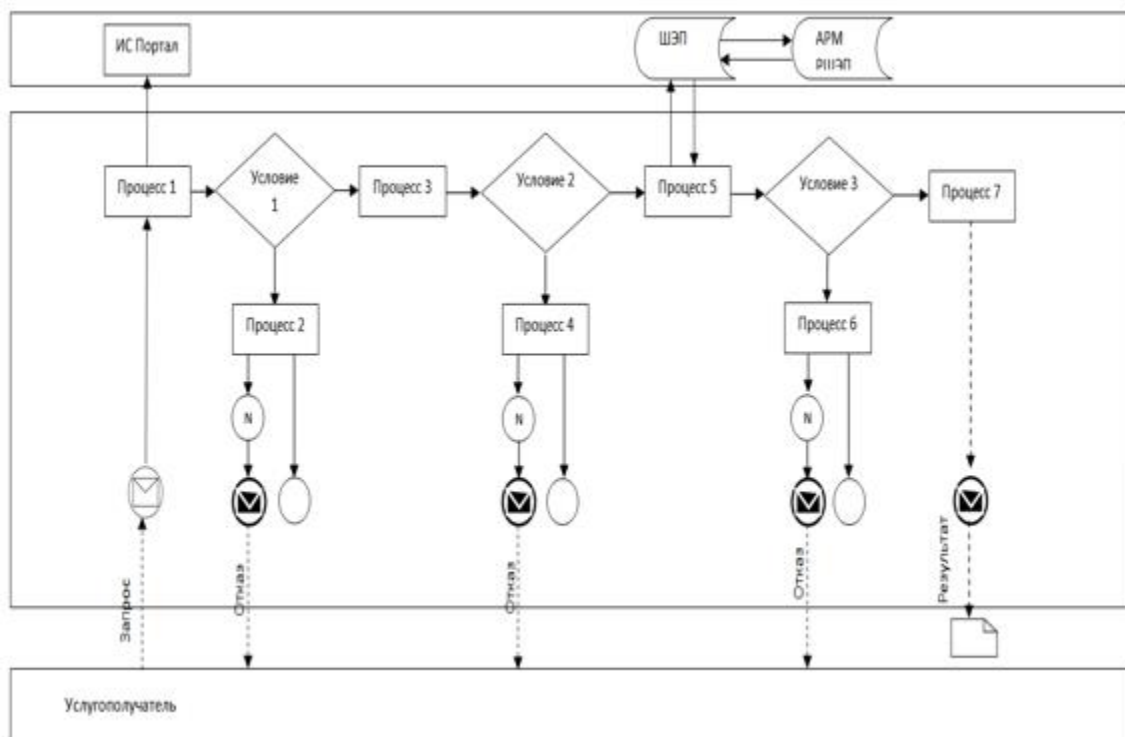 ИС Портал
ШЭП
АРМ
РШЭП
Процесс 1
Условие
1
Процесс 3
Условие 2
Процесс 5
Условие 3
Процесс 7
Процесс 2
Процесс 4
Процесс 6
N
N
N
Запрос
Отказ
Отказ
Отказ
Результат
Услугополучатель